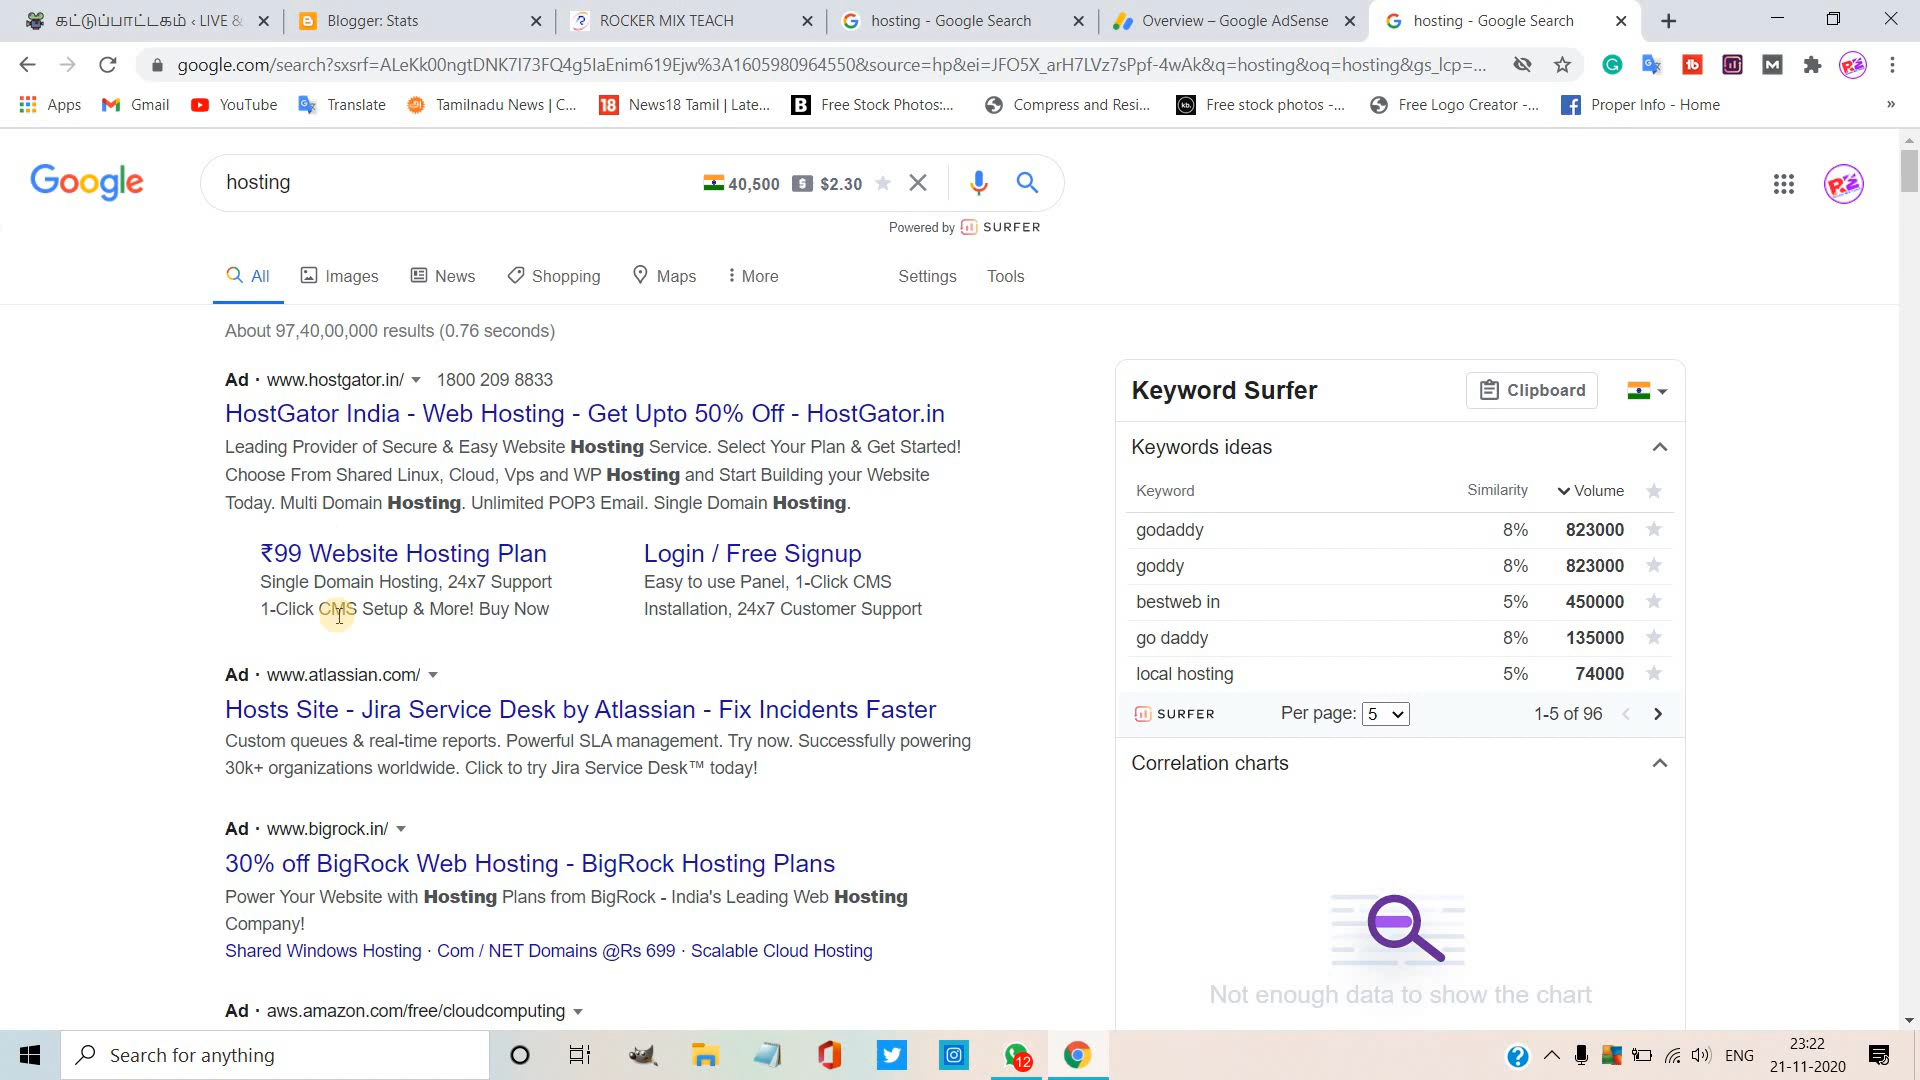 கட்டுப்பாட்டகம் ‹ LIVE &
Blogger: Stats
ROCKER MIX TEACH
hosting - Google Search
Overview – Google AdSense
hosting - Google Search
google.com/search?sxsrf=ALeKk00ngtDNK7I73FQ4g5IaEnim619Ejw%3A1605980964550&source=hp&ei=JFO5X_arH7LVz7sPpf-4wAk&q=hosting&oq=hosting&gs_lcp=...
Apps
Gmail
YouTube
Translate
Tamilnadu News | C...
18 News18 Tamil | Late...
B Free Stock Photos:...
Compress and Resi...
kb. Free stock photos -...
Free Logo Creator -...
Proper Info - Home
»
Google
hosting
40,500 $ $2.30
Powered by SURFER
All Images News Shopping Maps More Settings Tools
About 97,40,00,000 results (0.76 seconds)
Ad · www.hostgator.in/ 1800 209 8833
HostGator India - Web Hosting - Get Upto 50% Off - HostGator.in
Leading Provider of Secure & Easy Website Hosting Service. Select Your Plan & Get Started!
Choose From Shared Linux, Cloud, Vps and WP Hosting and Start Building your Website
Today. Multi Domain Hosting. Unlimited POP3 Email. Single Domain Hosting.
₹99 Website Hosting Plan
Single Domain Hosting, 24x7 Support
1-Click CMS Setup & More! Buy Now
Login / Free Signup
Easy to use Panel, 1-Click CMS
Installation, 24x7 Customer Support
Ad · www.atlassian.com/
Hosts Site - Jira Service Desk by Atlassian - Fix Incidents Faster
Custom queues & real-time reports. Powerful SLA management. Try now. Successfully powering
30k+ organizations worldwide. Click to try Jira Service Desk™ today!
Ad · www.bigrock.in/
30% off BigRock Web Hosting - BigRock Hosting Plans
Power Your Website with Hosting Plans from BigRock - India's Leading Web Hosting
Company!
Shared Windows Hosting · Com / NET Domains @Rs 699 · Scalable Cloud Hosting
Ad · aws.amazon.com/free/cloudcomputing
Keyword Surfer Clipboard
Keywords ideas
Keyword Similarity Volume
godaddy 8% 823000
goddy 8% 823000
bestweb in 5% 450000
go daddy 8% 135000
local hosting 5% 74000
SURFER Per page: 5 1-5 of 96
Correlation charts
Not enough data to show the chart
Search for anything
12
ENG
23:22
21-11-2020